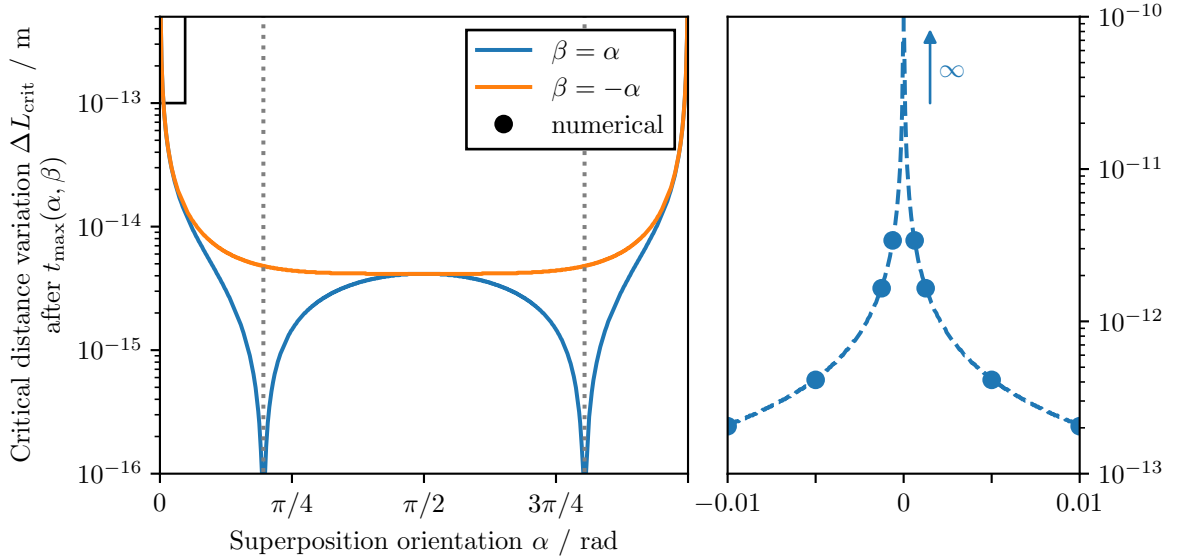 Critical distance variation ΔL_crit / m
after t_max(α, β)
10⁻¹³
10⁻¹⁴
10⁻¹⁵
10⁻¹⁶
β = α
β = −α
numerical
0
π/4
π/2
3π/4
Superposition orientation α / rad
∞
10⁻¹⁰
10⁻¹¹
10⁻¹²
10⁻¹³
−0.01
0
0.01